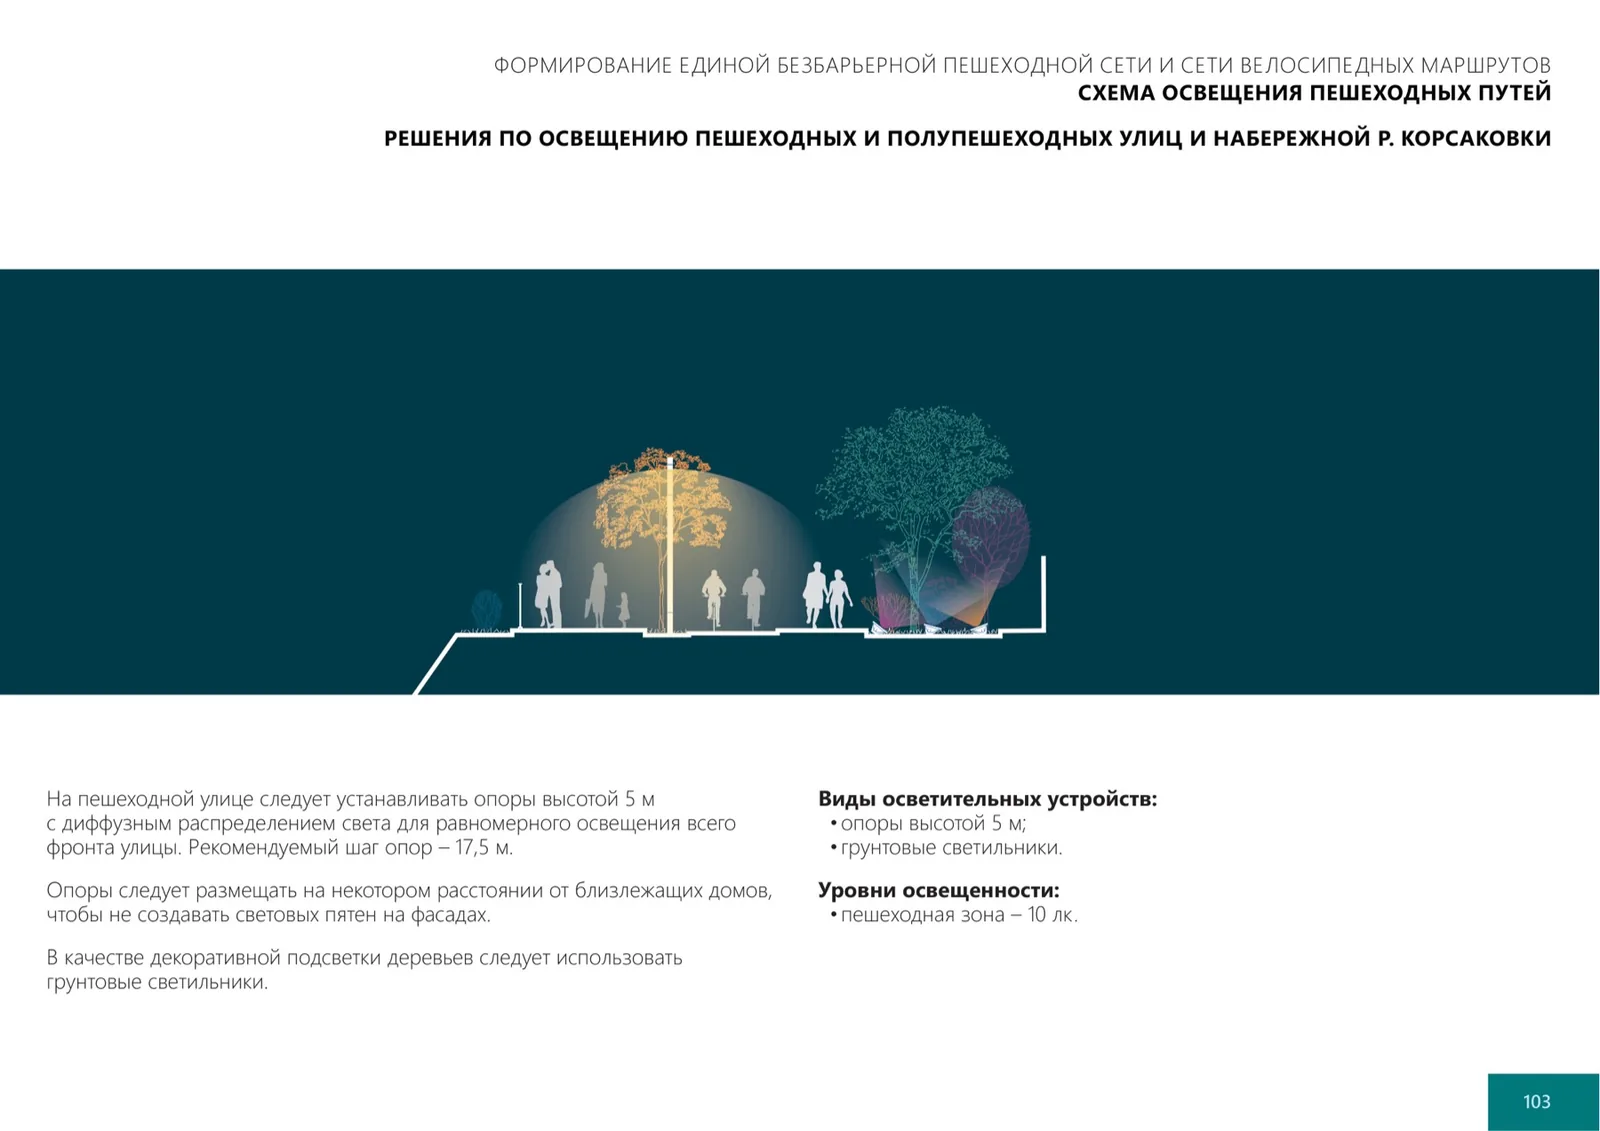 ФОРМИРОВАНИЕ ЕДИНОЙ БЕЗБАРЬЕРНОЙ ПЕШЕХОДНОЙ СЕТИ И СЕТИ ВЕЛОСИПЕДНЫХ МАРШРУТОВ
СХЕМА ОСВЕЩЕНИЯ ПЕШЕХОДНЫХ ПУТЕЙ
РЕШЕНИЯ ПО ОСВЕЩЕНИЮ ПЕШЕХОДНЫХ И ПОЛУПЕШЕХОДНЫХ УЛИЦ И НАБЕРЕЖНОЙ Р. КОРСАКОВКИ
На пешеходной улице следует устанавливать опоры высотой 5 м
с диффузным распределением света для равномерного освещения всего
фронта улицы. Рекомендуемый шаг опор – 17,5 м.
Опоры следует размещать на некотором расстоянии от близлежащих домов,
чтобы не создавать световых пятен на фасадах.
В качестве декоративной подсветки деревьев следует использовать
грунтовые светильники.
Виды осветительных устройств:
• опоры высотой 5 м;
• грунтовые светильники.
Уровни освещенности:
• пешеходная зона – 10 лк.
103